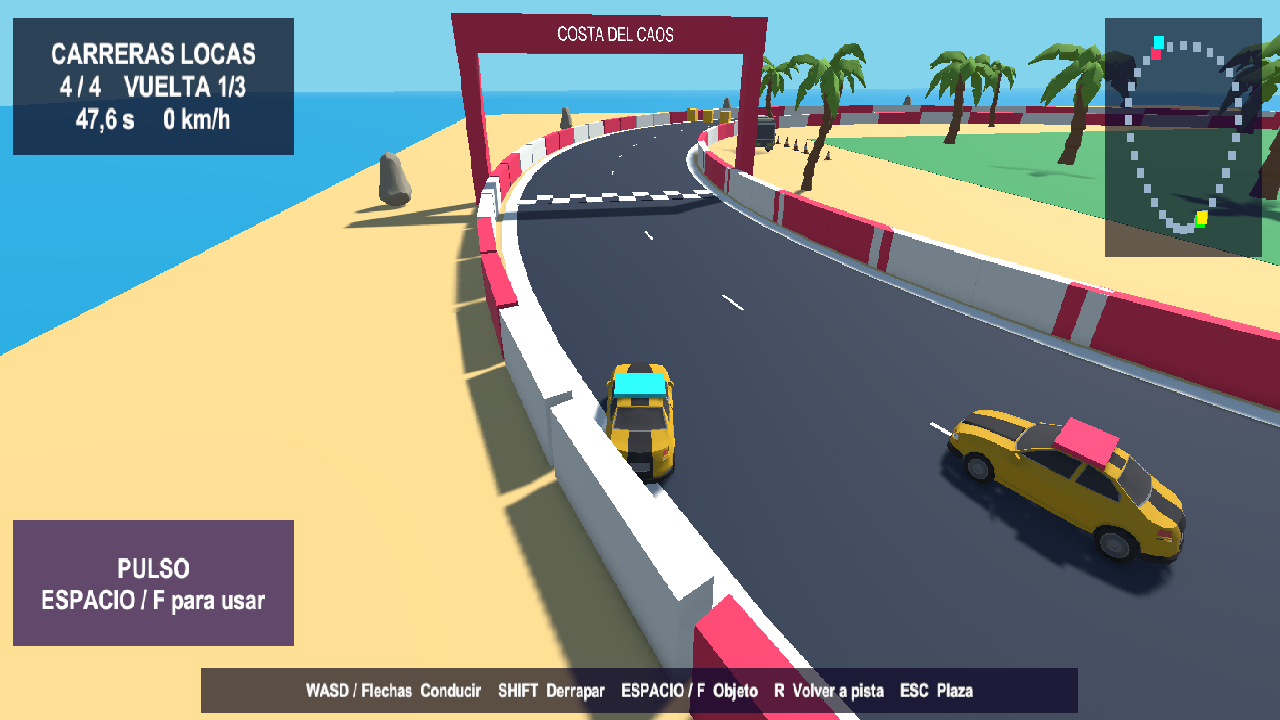 CARRERAS LOCAS
4 / 4 VUELTA 1/3
47,6 s 0 km/h
COSTA DEL CAOS
PULSO
ESPACIO / F para usar
WASD / Flechas Conducir SHIFT Derrapar ESPACIO / F Objeto R Volver a pista ESC Plaza